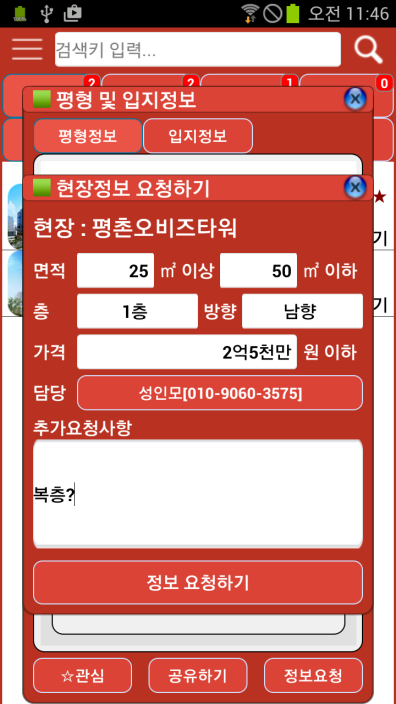 오전 11:46
검색키 입력...
2 2 1 0
평형 및 입지정보
평형정보 입지정보
현장정보 요청하기
현장 : 평촌오비즈타워
기
면적 25 ㎡ 이상 50 ㎡ 이하
층 1층 방향 남향
기
가격 2억5천만 원 이하
담당 성인모[010-9060-3575]
추가요청사항
복층?
정보 요청하기
☆관심 공유하기 정보요청